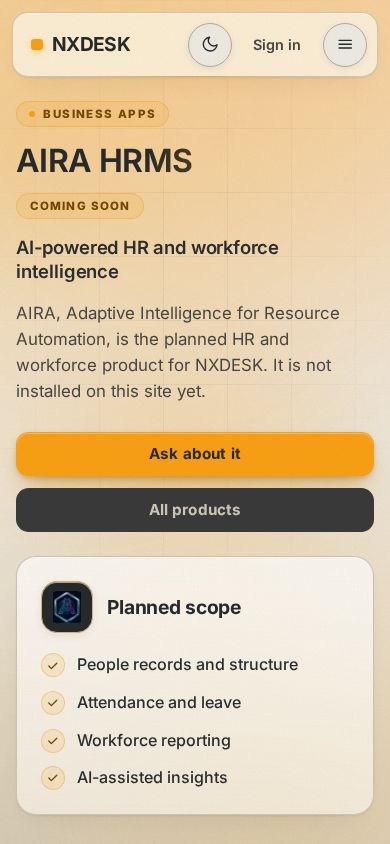 NXDESK
Sign in
BUSINESS APPS
AIRA HRMS
COMING SOON
AI-powered HR and workforce
intelligence
AIRA, Adaptive Intelligence for Resource
Automation, is the planned HR and
workforce product for NXDESK. It is not
installed on this site yet.
Ask about it
All products
Planned scope
People records and structure
Attendance and leave
Workforce reporting
AI-assisted insights